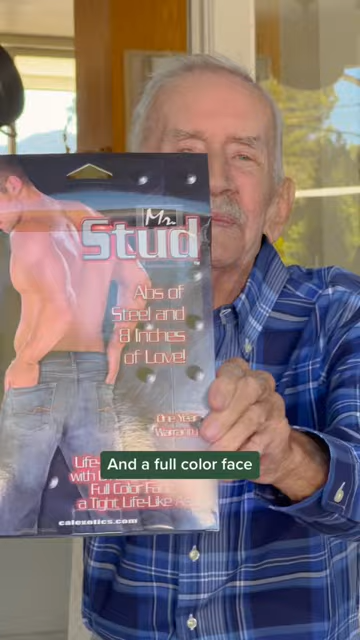 Mr.
Stud
Abs of
Steel and
8 Inches
of Love!
One Year
Warranty
Life-
with
Full Color Face
a Tight Life-Like
calexotics.com
And a full color face